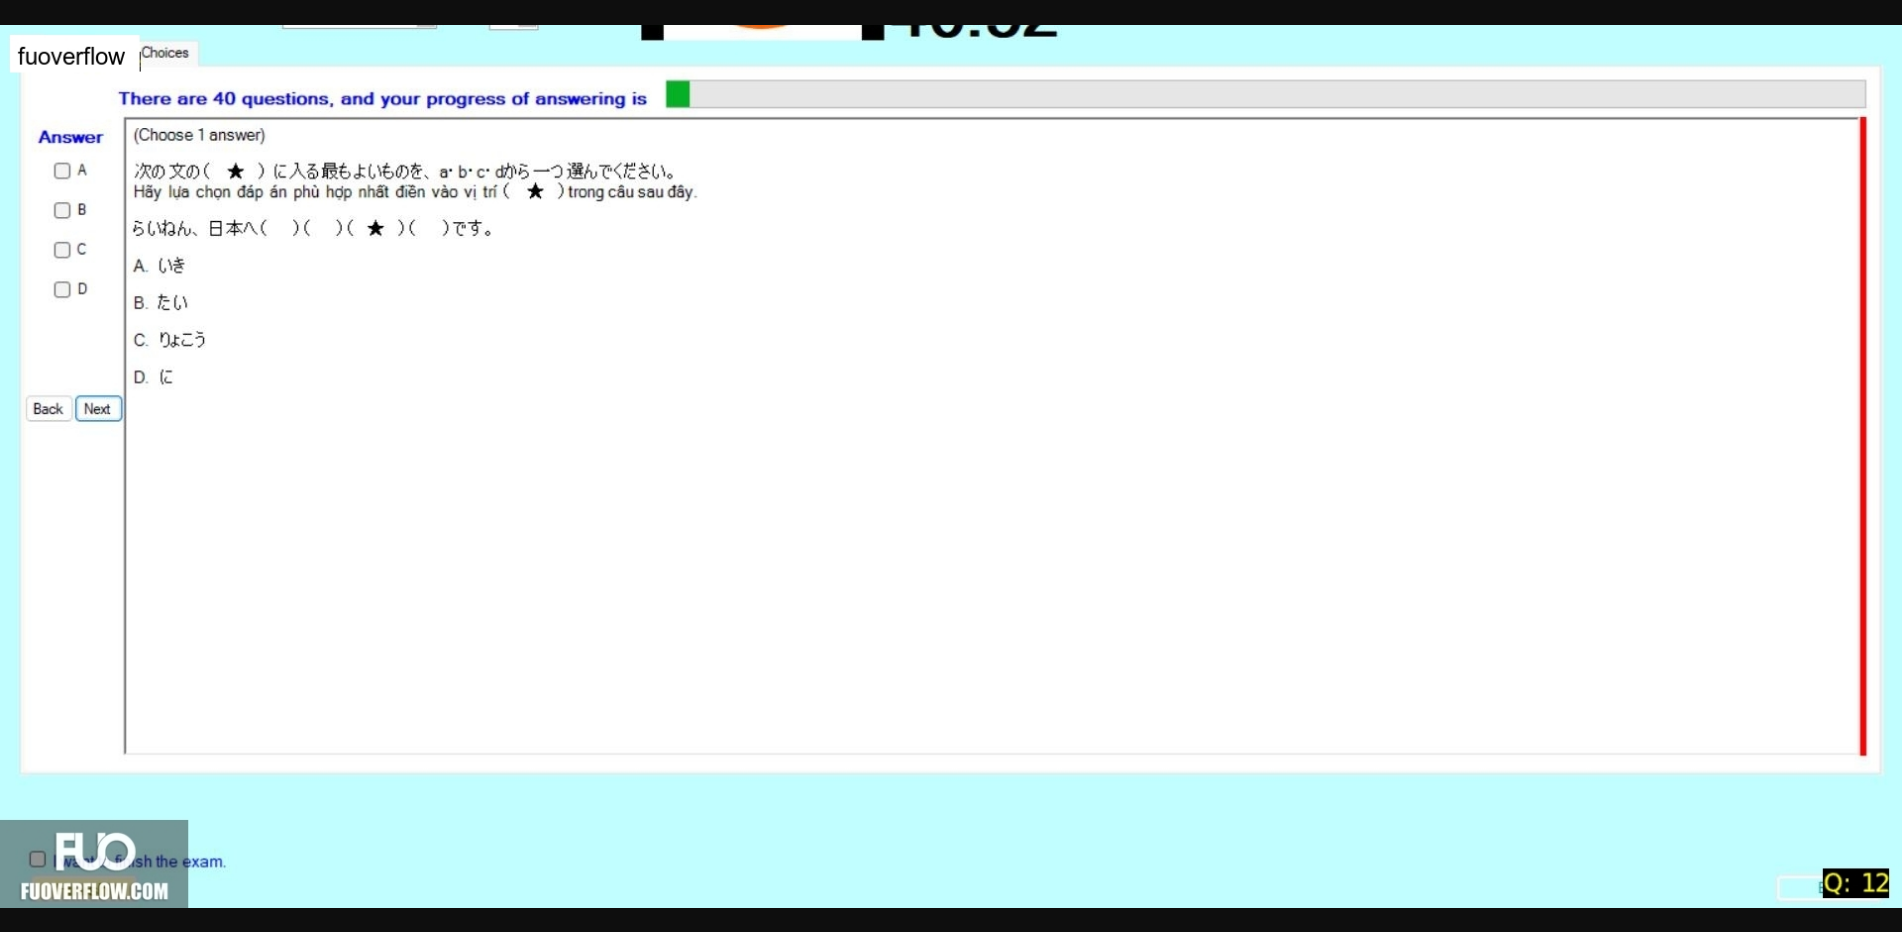 fuoverflow
Choices
There are 40 questions, and your progress of answering is
Answer
(Choose 1 answer)
A
次の文の( ★ )に入る最もよいものを、a· b· c· dから一つ選んでください。
Hãy lựa chọn đáp án phù hợp nhất điền vào vị trí ( ★ ) trong câu sau đây.
B
らいねん、日本へ( )( )( ★ )( )です。
C
A. いき
D
B. たい
C. りょこう
D. に
Back
Next
FUO
the exam.
FUOVERFLOW.COM
Q: 12